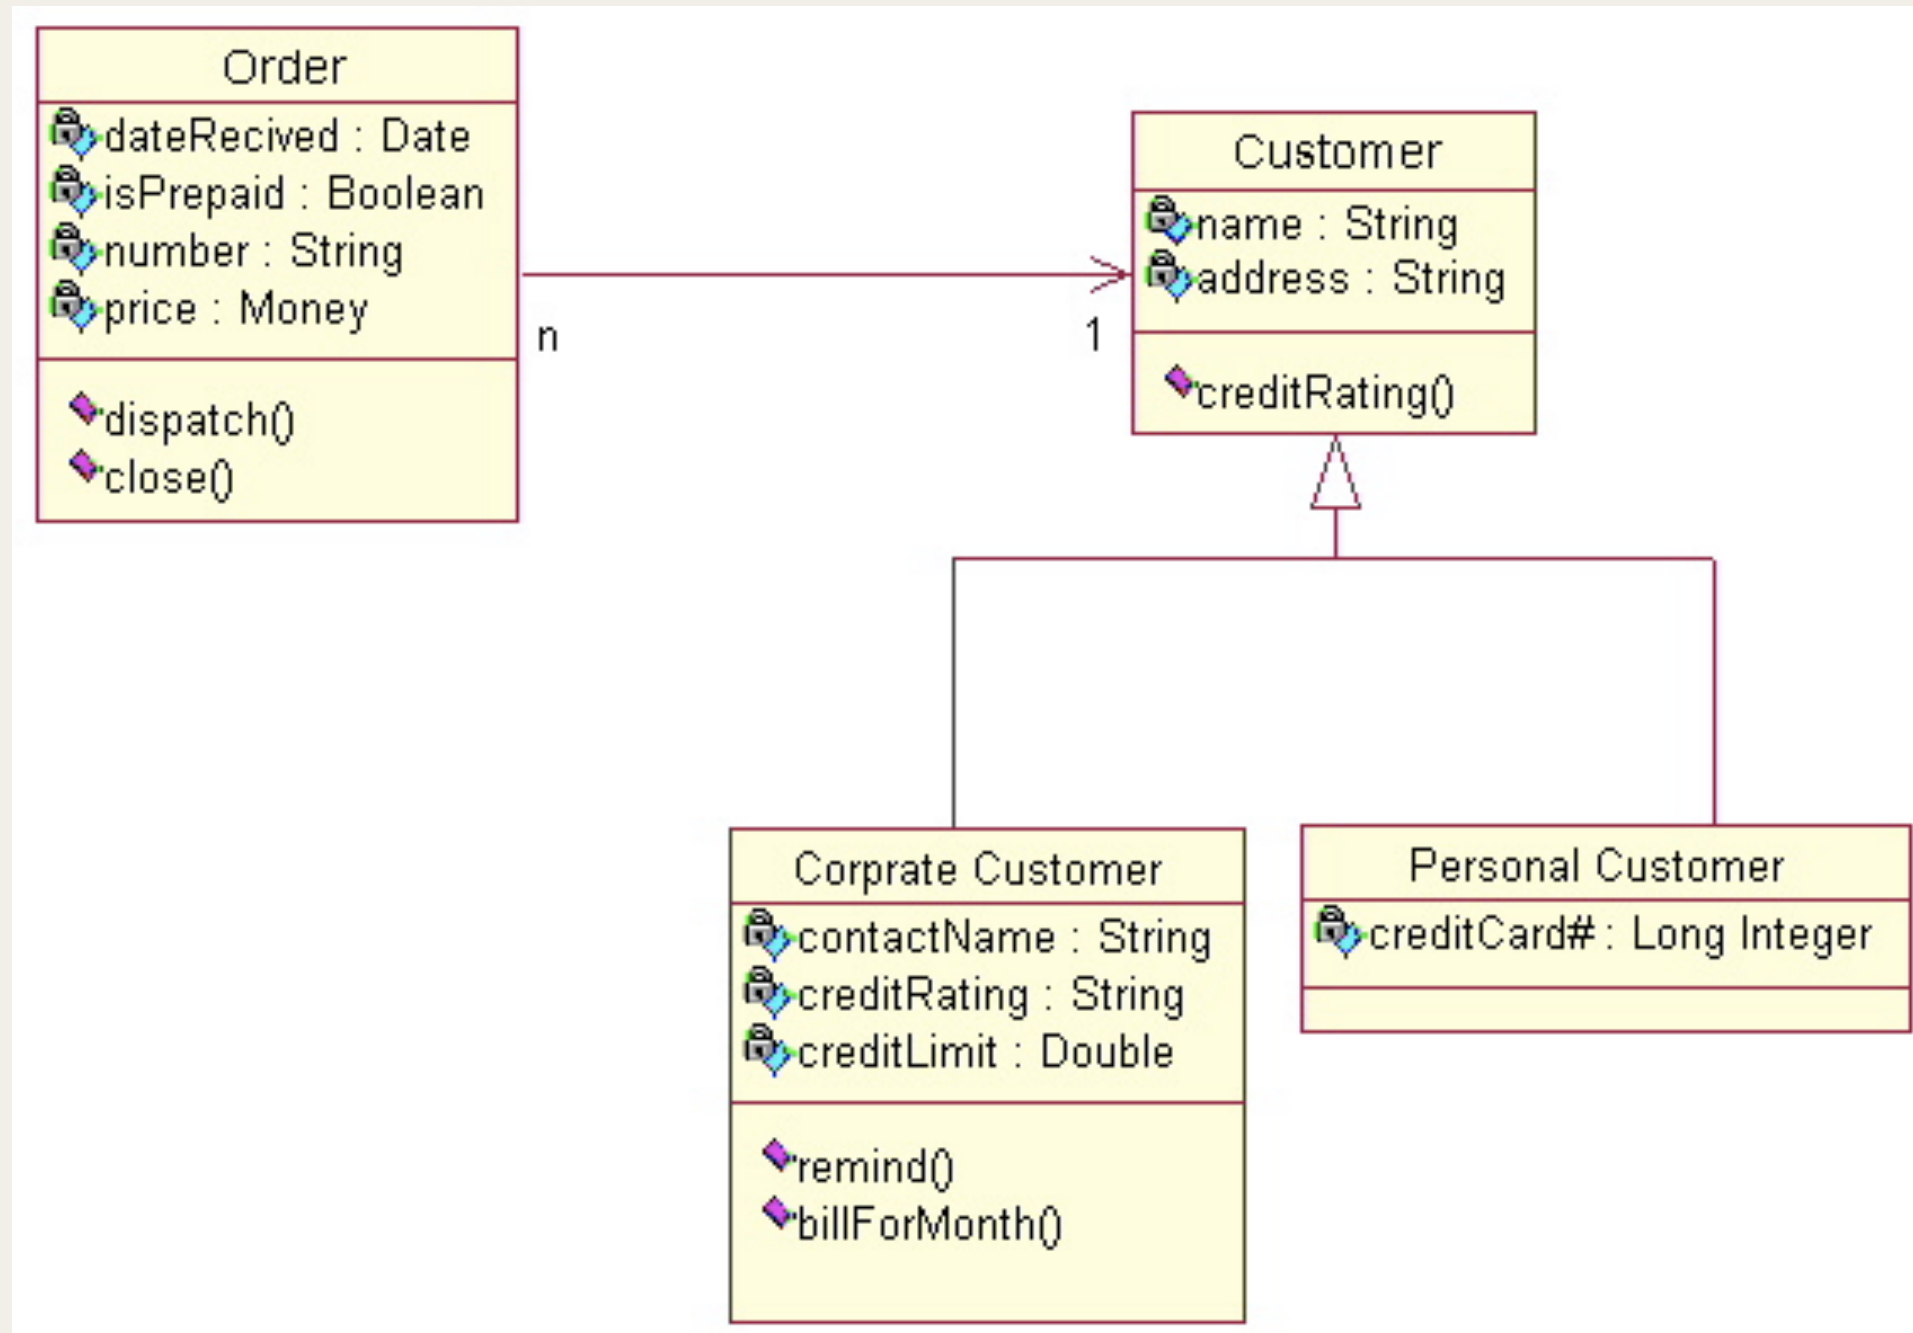 Order
dateRecived : Date
isPrepaid : Boolean
number : String
price : Money
dispatch()
close()
n
1
Customer
name : String
address : String
creditRating()
Corprate Customer
contactName : String
creditRating : String
creditLimit : Double
remind()
billForMonth()
Personal Customer
creditCard# : Long Integer